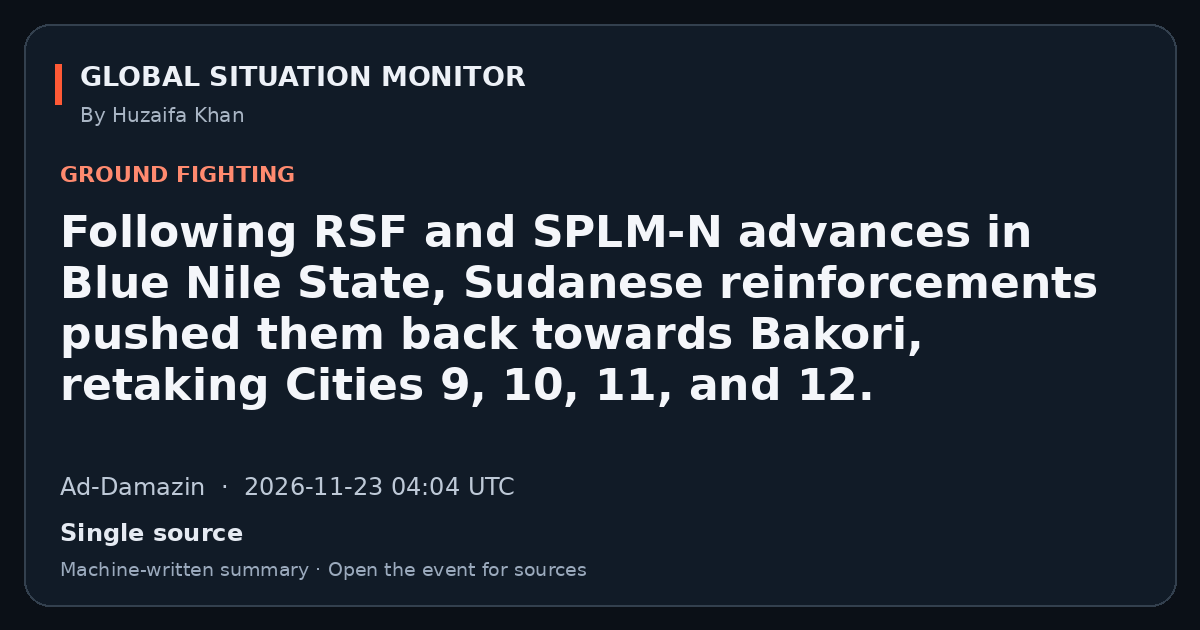 GLOBAL SITUATION MONITOR
By Huzaifa Khan
GROUND FIGHTING
Following RSF and SPLM-N advances in
Blue Nile State, Sudanese reinforcements
pushed them back towards Bakori,
retaking Cities 9, 10, 11, and 12.
Ad-Damazin · 2026-11-23 04:04 UTC
Single source
Machine-written summary · Open the event for sources